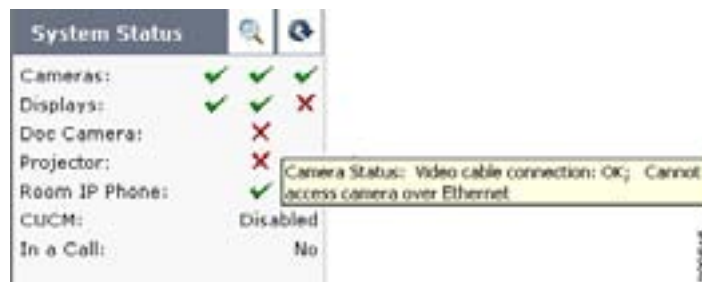 System Status
Cameras:
Displays:
Doc Camera:
Projector:
Camera Status: Video cable connection: OK; Cannot
access camera over Ethernet
Room IP Phone:
CUCM: Disabled
In a Call: No